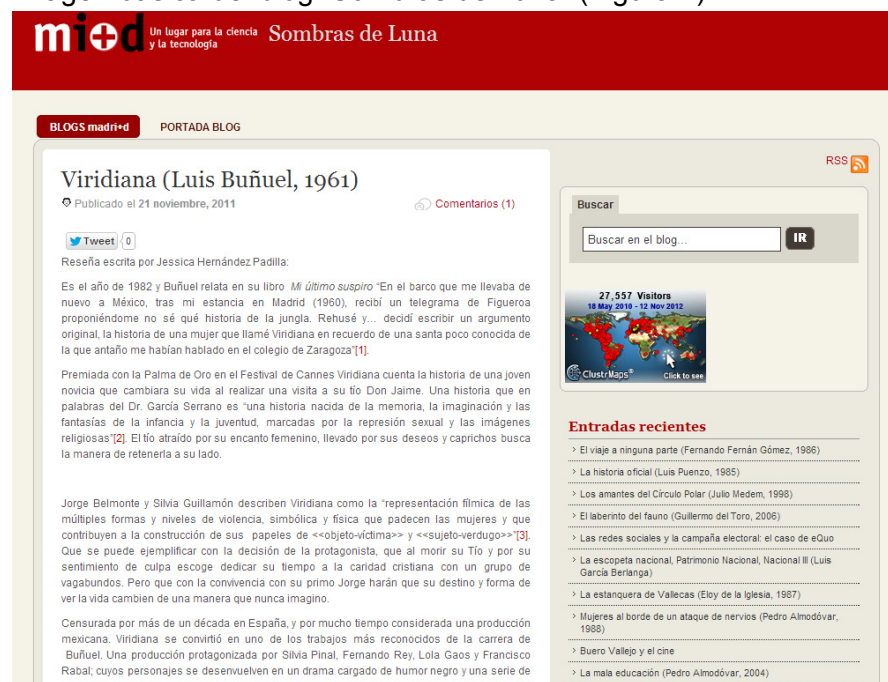 mi+d Un lugar para la ciencia
y la tecnología
Sombras de Luna
BLOGS madri+d PORTADA BLOG
RSS
Viridiana (Luis Buñuel, 1961)
Publicado el 21 noviembre, 2011 Comentarios (1)
Tweet 0
Reseña escrita por Jessica Hernández Padilla:
Es el año de 1982 y Buñuel relata en su libro Mi último suspiro “En el barco que me llevaba de
nuevo a México, tras mi estancia en Madrid (1960), recibí un telegrama de Figueroa
proponiéndome no sé qué historia de la jungla. Rehusé y... decidí escribir un argumento
original, la historia de una mujer que llamé Viridiana en recuerdo de una santa poco conocida de
la que antaño me habían hablado en el colegio de Zaragoza”[1].
Premiada con la Palma de Oro en el Festival de Cannes Viridiana cuenta la historia de una joven
novicia que cambiara su vida al realizar una visita a su tío Don Jaime. Una historia que en
palabras del Dr. García Serrano es “una historia nacida de la memoria, la imaginación y las
fantasías de la infancia y la juventud, marcadas por la represión sexual y las imágenes
religiosas”[2]. El tío atraído por su encanto femenino, llevado por sus deseos y caprichos busca
la manera de retenerla a su lado.
Jorge Belmonte y Silvia Guillamón describen Viridiana como la “representación fílmica de las
múltiples formas y niveles de violencia, simbólica y física que padecen las mujeres y que
contribuyen a la construcción de sus papeles de <<objeto-víctima>> y <<sujeto-verdugo>>”[3].
Que se puede ejemplificar con la decisión de la protagonista, que al morir su Tío y por su
sentimiento de culpa escoge dedicar su tiempo a la caridad cristiana con un grupo de
vagabundos. Pero que con la convivencia con su primo Jorge harán que su destino y forma de
ver la vida cambien de una manera que nunca imagino.
Censurada por más de un década en España, y por mucho tiempo considerada una producción
mexicana. Viridiana se convirtió en uno de los trabajos más reconocidos de la carrera de
Buñuel. Una producción protagonizada por Silvia Pinal, Fernando Rey, Lola Gaos y Francisco
Rabal; cuyos personajes se desenvuelven en un drama cargado de humor negro y una serie de
Buscar
Buscar en el blog... IR
27,557 Visitors
18 May 2010 - 12 Nov 2012
ClustrMaps® Click to see
Entradas recientes
El viaje a ninguna parte (Fernando Fernán Gómez, 1986)
La historia oficial (Luis Puenzo, 1985)
Los amantes del Círculo Polar (Julio Medem, 1998)
El laberinto del fauno (Guillermo del Toro, 2006)
Las redes sociales y la campaña electoral: el caso de eQuo
La escopeta nacional, Patrimonio Nacional, Nacional III (Luis
García Berlanga)
La estanquera de Vallecas (Eloy de la Iglesia, 1987)
Mujeres al borde de un ataque de nervios (Pedro Almodóvar,
1988)
Buero Vallejo y el cine
La mala educación (Pedro Almodóvar, 2004)